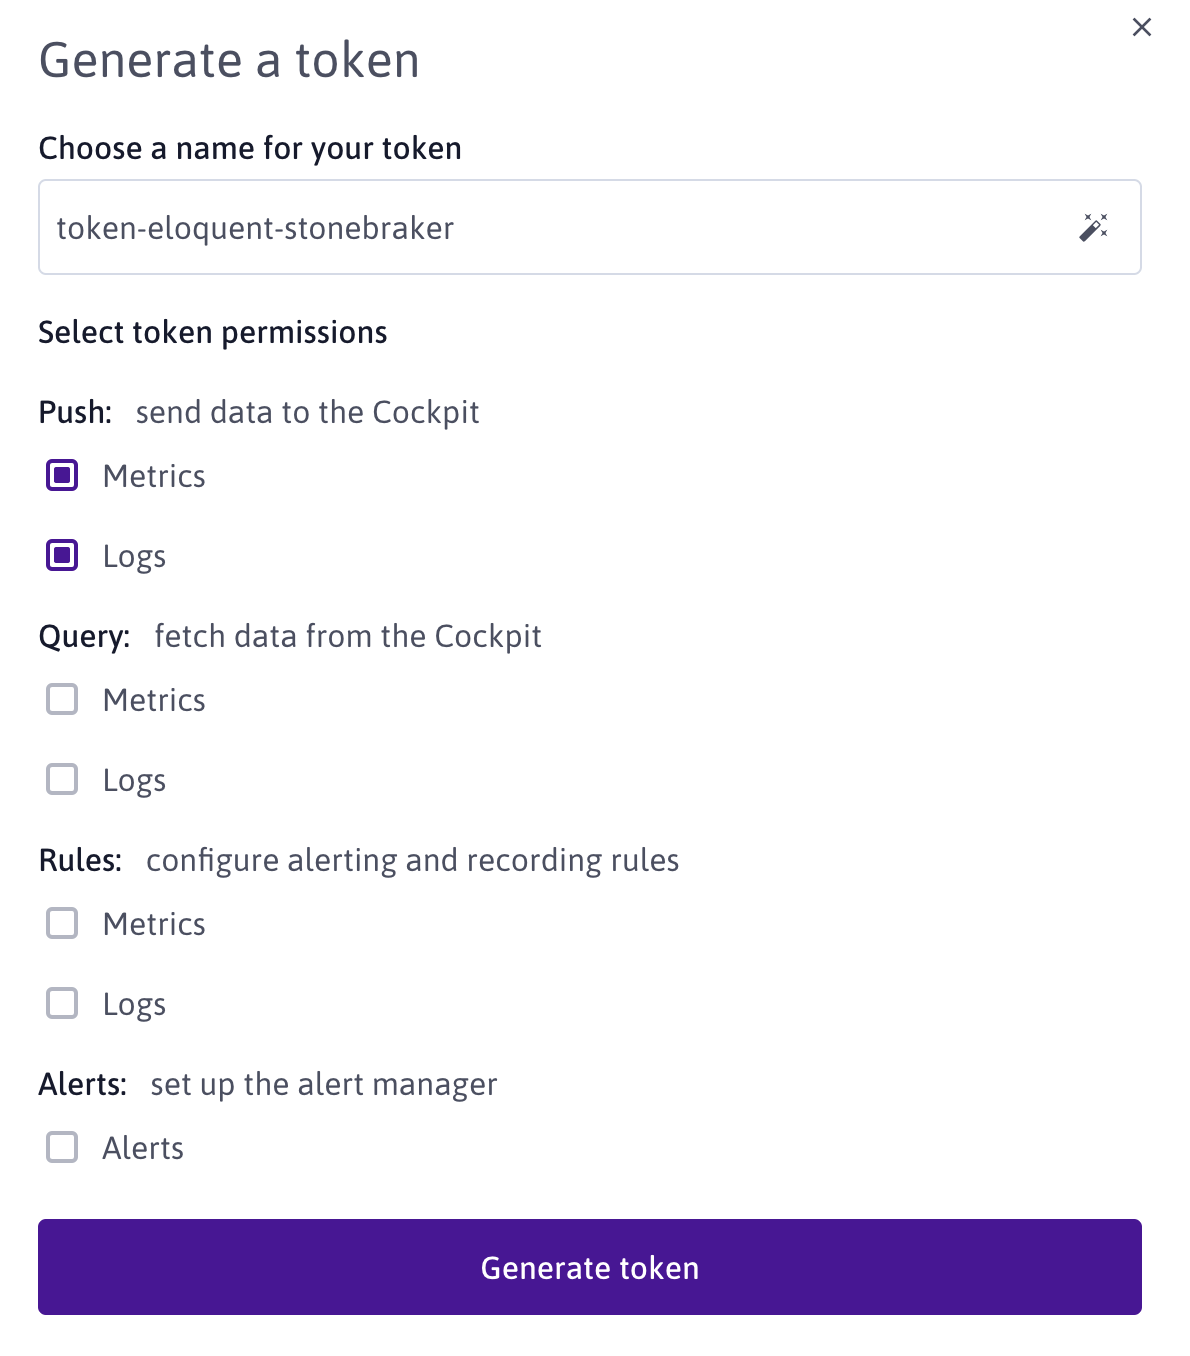 Generate a token
Choose a name for your token
token-eloquent-stonebraker
Select token permissions
Push: send data to the Cockpit
Metrics
Logs
Query: fetch data from the Cockpit
Metrics
Logs
Rules: configure alerting and recording rules
Metrics
Logs
Alerts: set up the alert manager
Alerts
Generate token